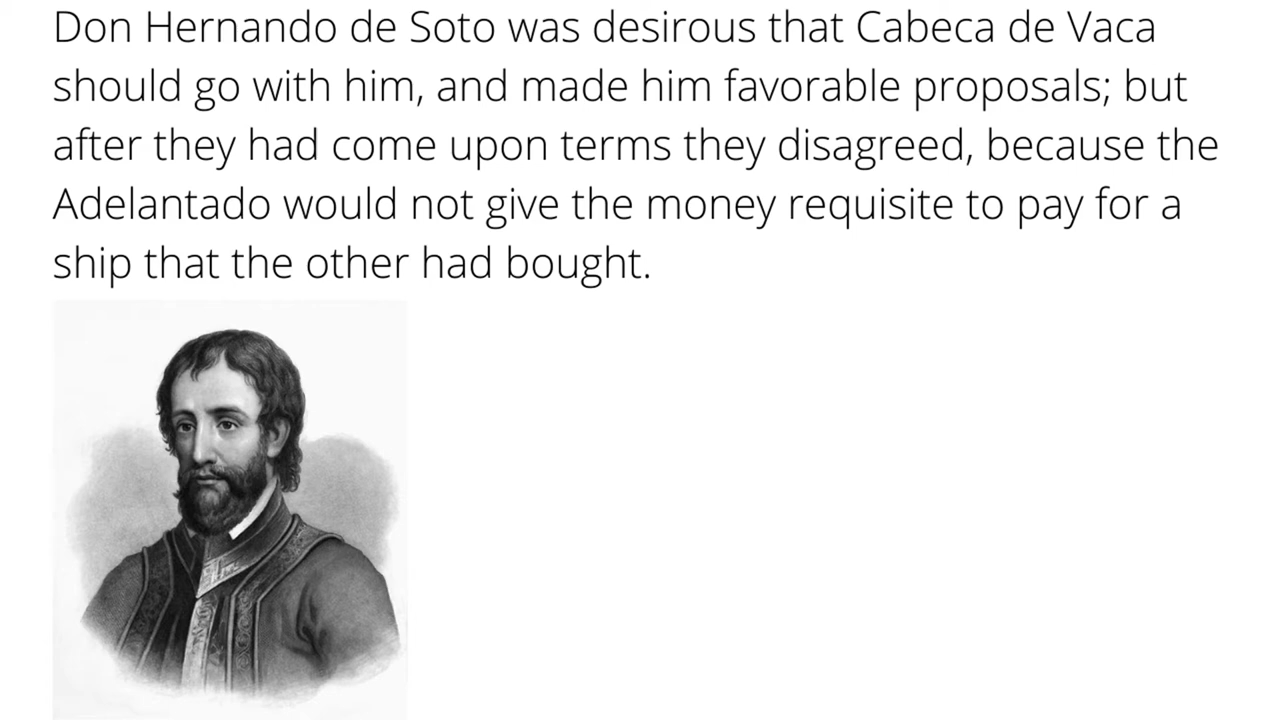 Don Hernando de Soto was desirous that Cabeca de Vaca
should go with him, and made him favorable proposals; but
after they had come upon terms they disagreed, because the
Adelantado would not give the money requisite to pay for a
ship that the other had bought.